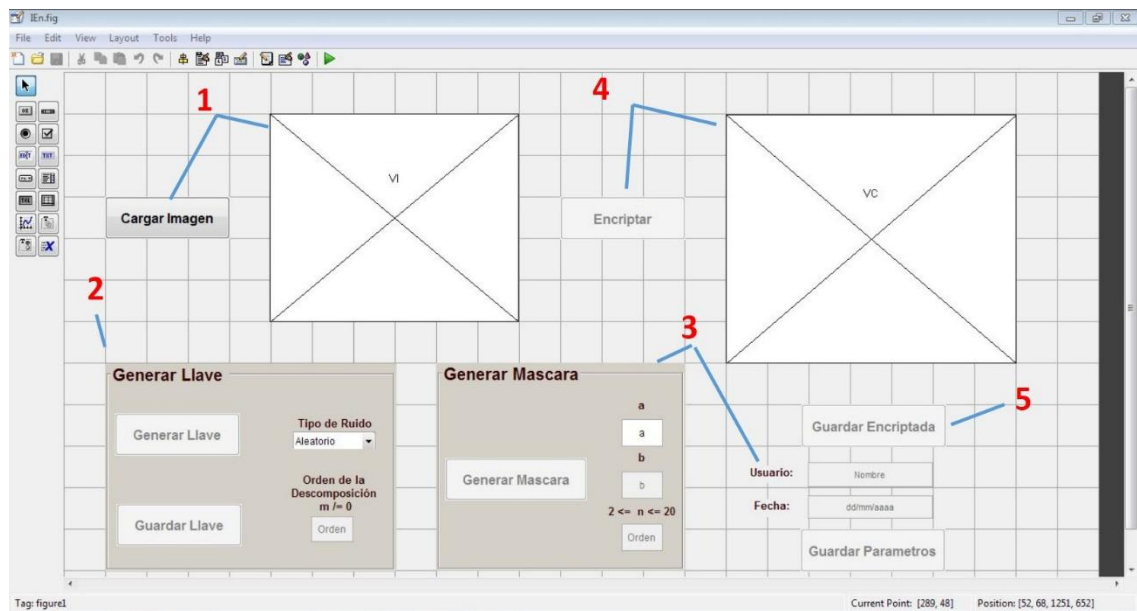 IEn.fig
File Edit View Layout Tools Help
1
4
VI
VC
Cargar Imagen
Encriptar
2
3
Generar Llave
Generar Llave
Tipo de Ruido
Aleatorio
Orden de la
Descomposición
m /= 0
Orden
Guardar Llave
Generar Mascara
a
a
b
b
Generar Mascara
2 <= n <= 20
Orden
5
Guardar Encriptada
Usuario:
Nombre
Fecha:
dd/mm/aaaa
Guardar Parametros
Tag: figure1
Current Point: [289, 48]
Position: [52, 68, 1251, 652]